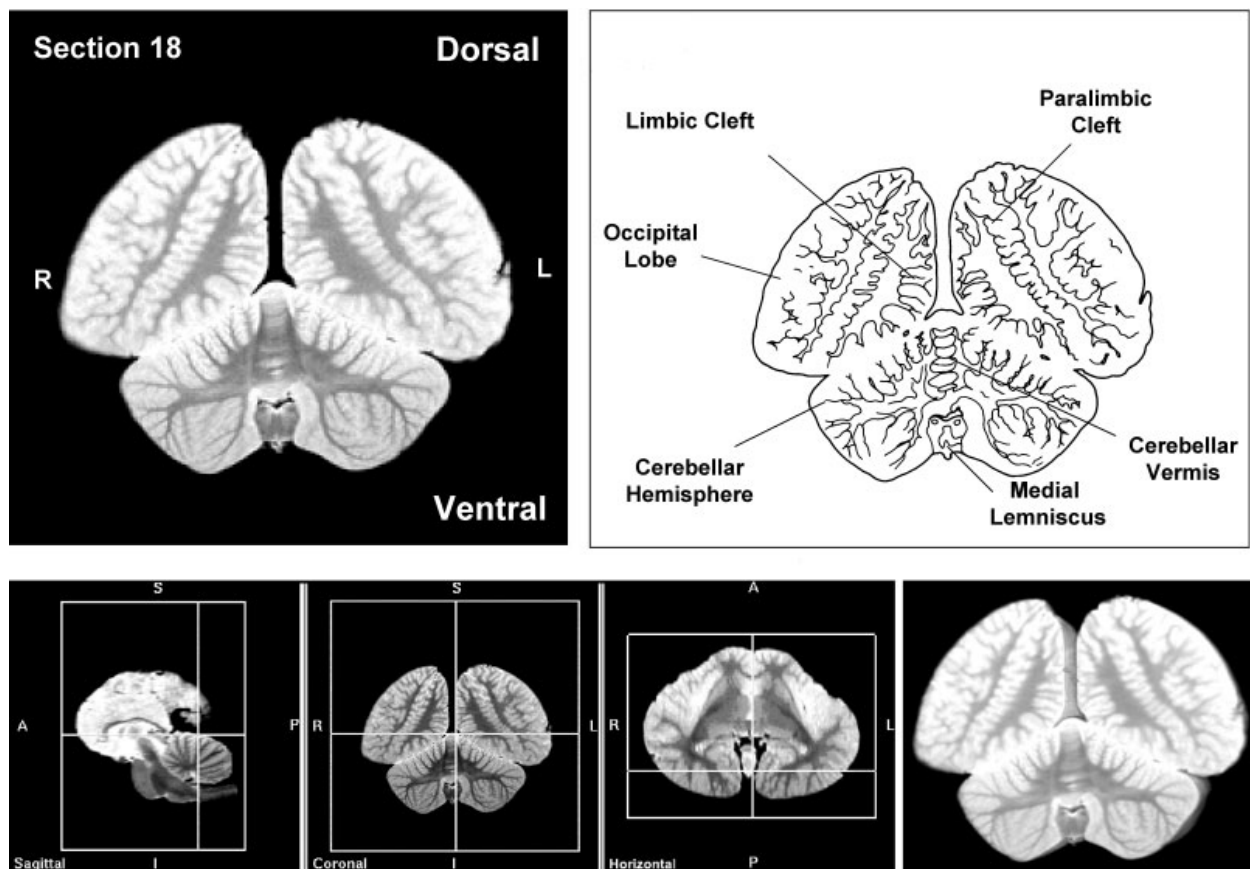 Section 18
Dorsal
R
L
Ventral
Limbic Cleft
Paralimbic
Cleft
Occipital
Lobe
Cerebellar
Hemisphere
Medial
Lemniscus
Cerebellar
Vermis
S
A
P
Sagittal
I
S
R
L
Coronal
I
A
R
L
Horizontal
P